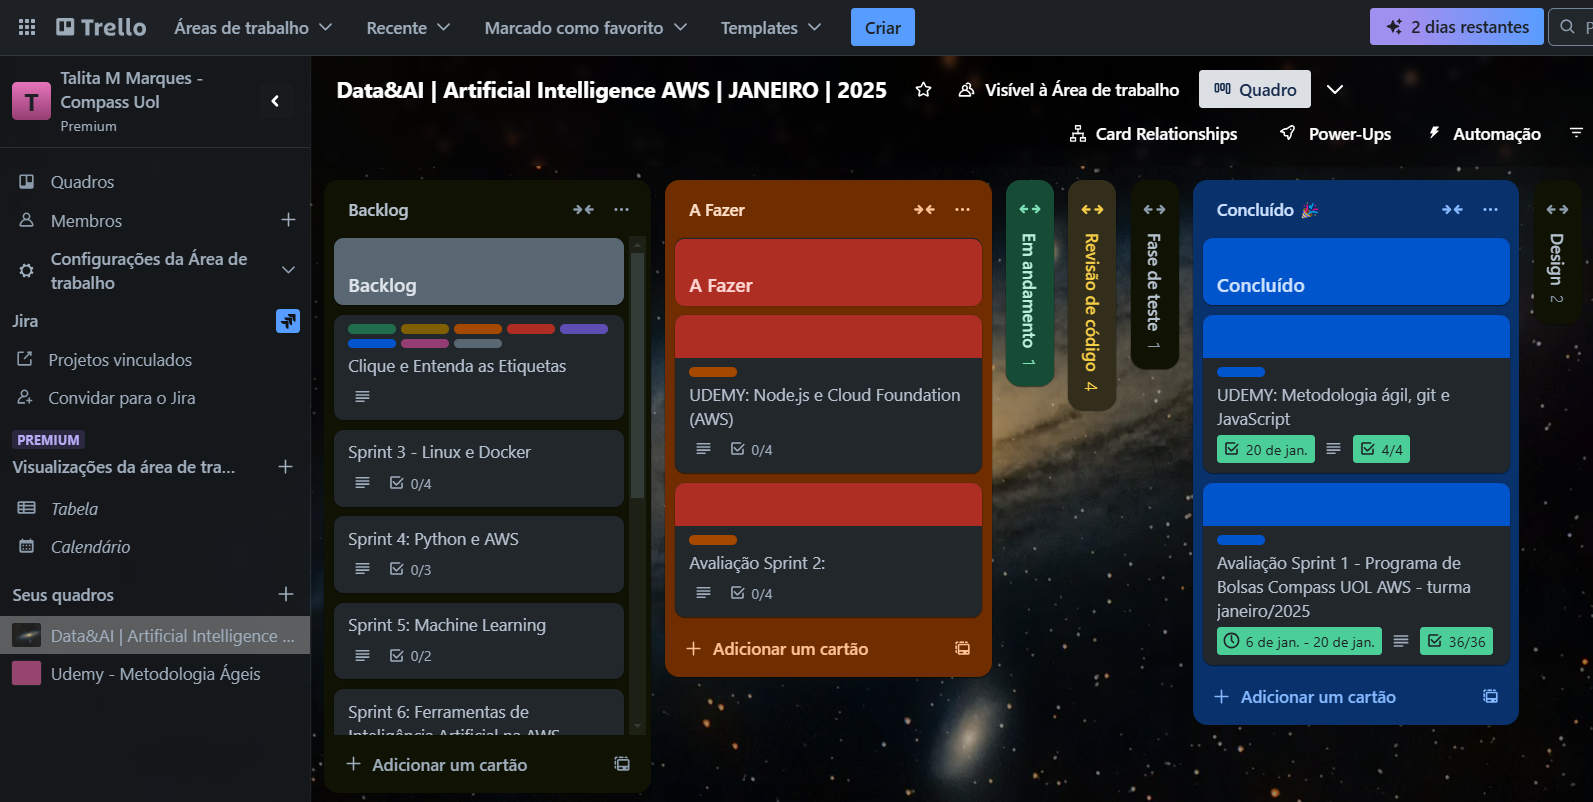 Trello
Áreas de trabalho
Recente
Marcado como favorito
Templates
Criar
2 dias restantes
T
Talita M Marques -
Compass Uol
Premium
Data&AI | Artificial Intelligence AWS | JANEIRO | 2025
Visível à Área de trabalho
Quadro
Card Relationships
Power-Ups
Automação
Quadros
Membros
Configurações da Área de
trabalho
Jira
Projetos vinculados
Convidar para o Jira
PREMIUM
Visualizações da área de tra...
Tabela
Calendário
Seus quadros
Data&AI | Artificial Intelligence ...
Udemy - Metodologia Ágeis
Backlog
Backlog
Clique e Entenda as Etiquetas
Sprint 3 - Linux e Docker
0/4
Sprint 4: Python e AWS
0/3
Sprint 5: Machine Learning
0/2
Sprint 6: Ferramentas de
Inteligência Artificial na AWS
Adicionar um cartão
A Fazer
A Fazer
UDEMY: Node.js e Cloud Foundation
(AWS)
0/4
Avaliação Sprint 2:
0/4
Adicionar um cartão
Em andamento 1
Revisão de código 4
Fase de teste 1
Concluído 🎉
Concluído
UDEMY: Metodologia ágil, git e
JavaScript
20 de jan.
4/4
Avaliação Sprint 1 - Programa de
Bolsas Compass UOL AWS - turma
janeiro/2025
6 de jan. - 20 de jan.
36/36
Adicionar um cartão
Design 2